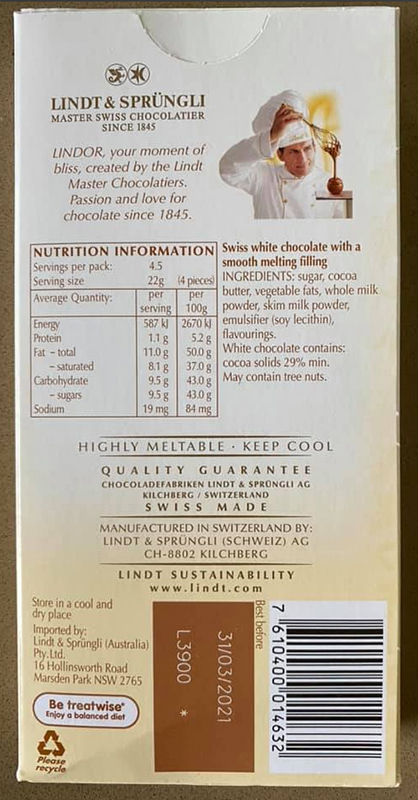 LINDT & SPRÜNGLI
MASTER SWISS CHOCOLATIER
SINCE 1845
LINDOR, your moment of
bliss, created by the Lindt
Master Chocolatiers.
Passion and love for
chocolate since 1845.
NUTRITION INFORMATION
Servings per pack: 4.5
Serving size 22g (4 pieces)
Average Quantity: per serving per 100g
Energy 587 kJ 2670 kJ
Protein 1.1 g 5.2 g
Fat - total 11.0 g 50.0 g
- saturated 8.1 g 37.0 g
Carbohydrate 9.5 g 43.0 g
- sugars 9.5 g 43.0 g
Sodium 19 mg 84 mg
Swiss white chocolate with a
smooth melting filling
INGREDIENTS: sugar, cocoa
butter, vegetable fats, whole milk
powder, skim milk powder,
emulsifier (soy lecithin),
flavourings.
White chocolate contains:
cocoa solids 29% min.
May contain tree nuts.
HIGHLY MELTABLE · KEEP COOL
QUALITY GUARANTEE
CHOCOLADEFABRIKEN LINDT & SPRÜNGLI AG
KILCHBERG / SWITZERLAND
SWISS MADE
MANUFACTURED IN SWITZERLAND BY:
LINDT & SPRÜNGLI (SCHWEIZ) AG
CH-8802 KILCHBERG
LINDT SUSTAINABILITY
www.lindt.com
Store in a cool and
dry place
Imported by:
Lindt & Sprüngli (Australia)
Pty. Ltd.
16 Hollinsworth Road
Marsden Park NSW 2765
Be treatwise®
Enjoy a balanced diet
Please
recycle
Best before
31/03/2021
L3900 *
7 610400 014632